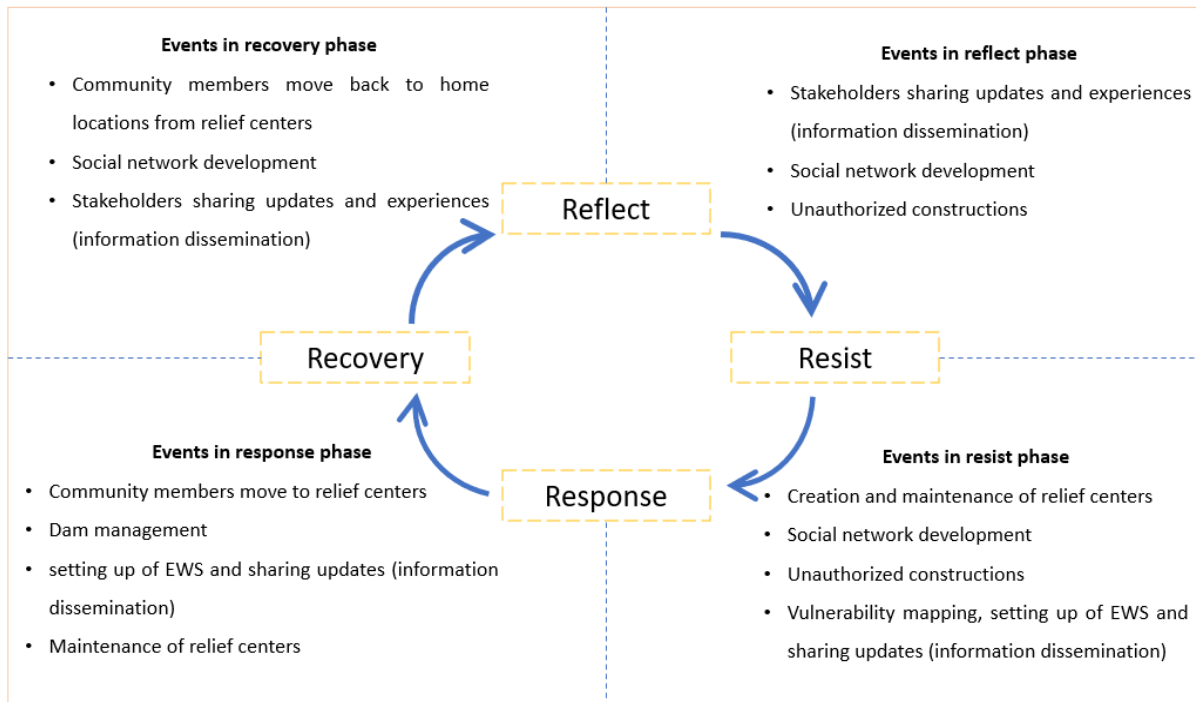 Events in recovery phase
• Community members move back to home
locations from relief centers
• Social network development
• Stakeholders sharing updates and experiences
(information dissemination)
Events in reflect phase
• Stakeholders sharing updates and experiences
(information dissemination)
• Social network development
• Unauthorized constructions
Reflect
Recovery
Resist
Response
Events in response phase
• Community members move to relief centers
• Dam management
• setting up of EWS and sharing updates (information
dissemination)
• Maintenance of relief centers
Events in resist phase
• Creation and maintenance of relief centers
• Social network development
• Unauthorized constructions
• Vulnerability mapping, setting up of EWS and
sharing updates (information dissemination)